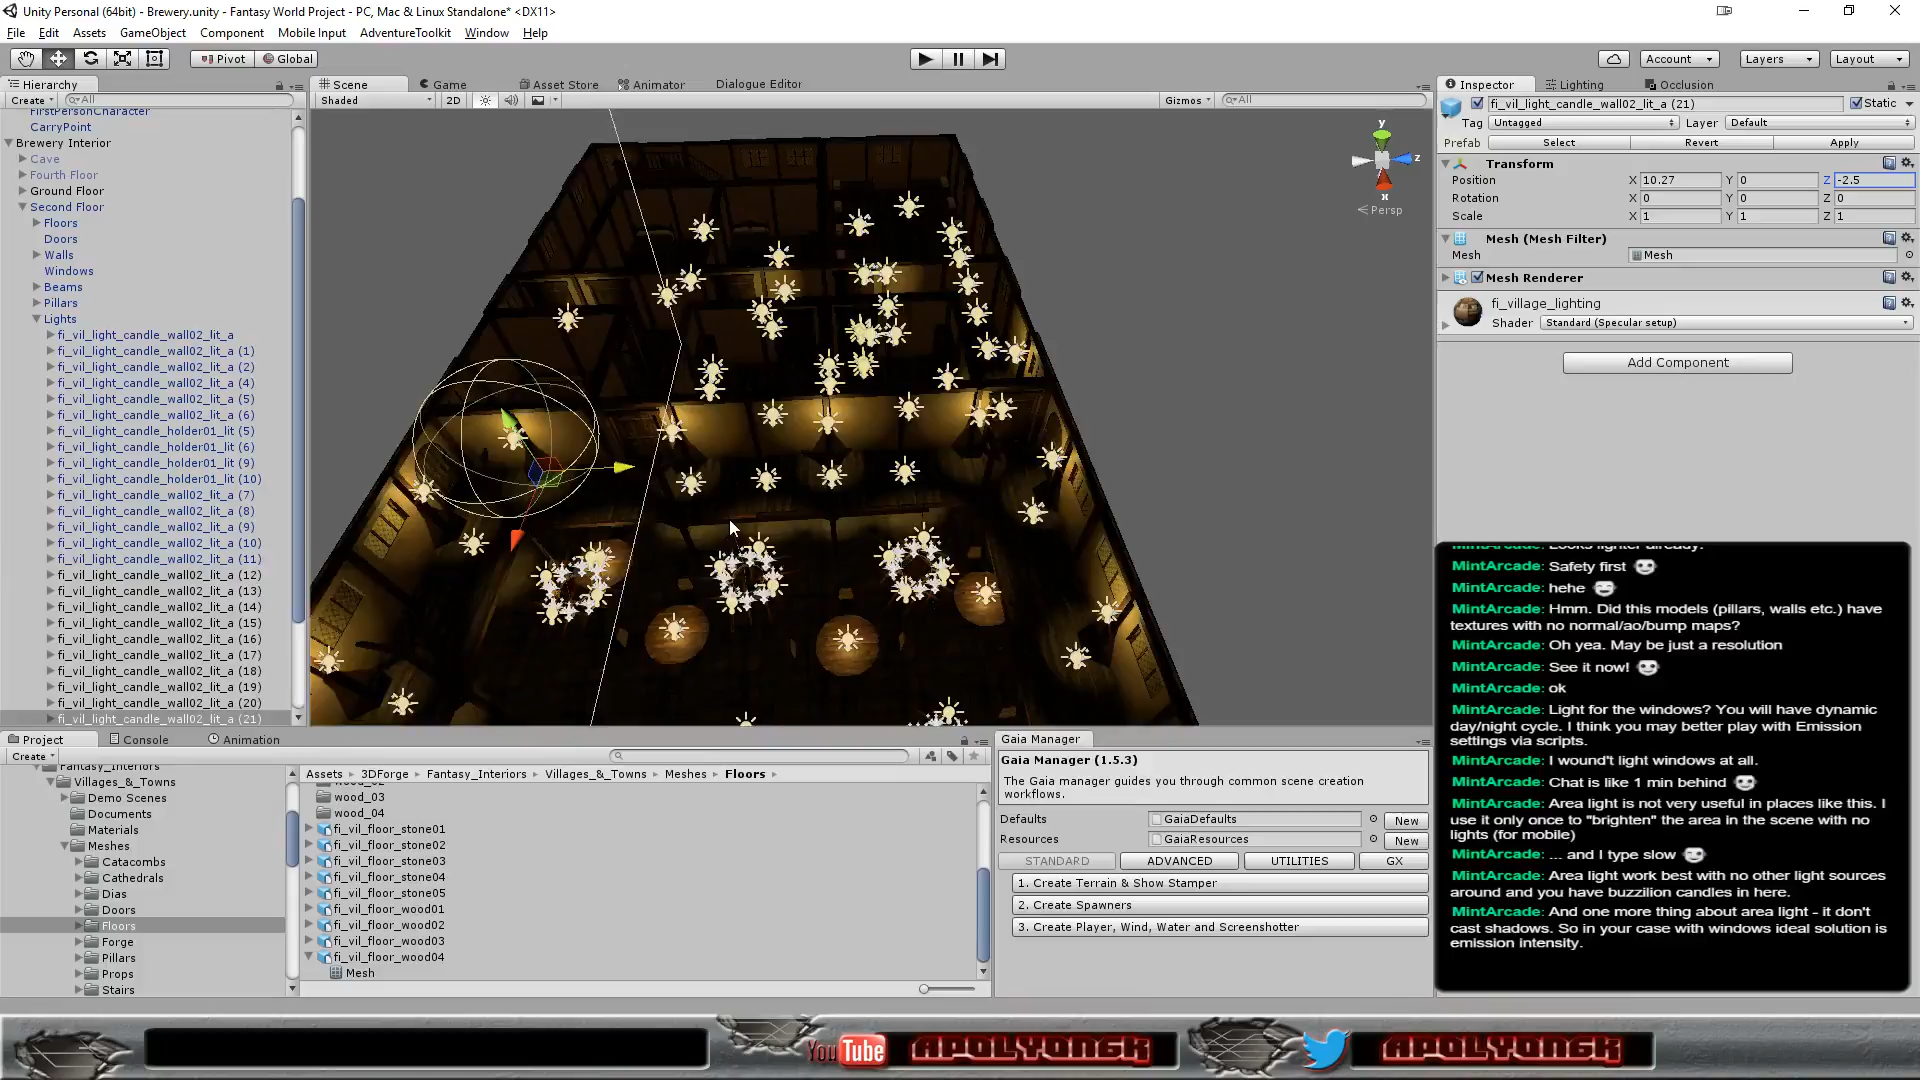 Unity Personal (64bit) - Brewery.unity - Fantasy World Project - PC, Mac & Linux Standalone* <DX11>
File Edit Assets GameObject Component Mobile Input AdventureToolkit Window Help
Pivot Global Account Layers Layout
Hierarchy
Create All
FirstPersonCharacter
CarryPoint
Brewery Interior
Cave
Fourth Floor
Ground Floor
Second Floor
Floors
Doors
Walls
Windows
Beams
Pillars
Lights
fi_vil_light_candle_wall02_lit_a
fi_vil_light_candle_wall02_lit_a (1)
fi_vil_light_candle_wall02_lit_a (2)
fi_vil_light_candle_wall02_lit_a (4)
fi_vil_light_candle_wall02_lit_a (5)
fi_vil_light_candle_wall02_lit_a (6)
fi_vil_light_candle_holder01_lit (5)
fi_vil_light_candle_holder01_lit (6)
fi_vil_light_candle_holder01_lit (9)
fi_vil_light_candle_holder01_lit (10)
fi_vil_light_candle_wall02_lit_a (7)
fi_vil_light_candle_wall02_lit_a (8)
fi_vil_light_candle_wall02_lit_a (9)
fi_vil_light_candle_wall02_lit_a (10)
fi_vil_light_candle_wall02_lit_a (11)
fi_vil_light_candle_wall02_lit_a (12)
fi_vil_light_candle_wall02_lit_a (13)
fi_vil_light_candle_wall02_lit_a (14)
fi_vil_light_candle_wall02_lit_a (15)
fi_vil_light_candle_wall02_lit_a (16)
fi_vil_light_candle_wall02_lit_a (17)
fi_vil_light_candle_wall02_lit_a (18)
fi_vil_light_candle_wall02_lit_a (19)
fi_vil_light_candle_wall02_lit_a (20)
fi_vil_light_candle_wall02_lit_a (21)
Scene Game Asset Store Animator Dialogue Editor
Shaded 2D Gizmos All
y
z
x
Persp
Inspector Lighting Occlusion
fi_vil_light_candle_wall02_lit_a (21) Static
Tag Untagged Layer Default
Prefab Select Revert Apply
Transform
Position X 10.27 Y 0 Z -2.5
Rotation X 0 Y 0 Z 0
Scale X 1 Y 1 Z 1
Mesh (Mesh Filter)
Mesh Mesh
Mesh Renderer
fi_village_lighting
Shader Standard (Specular setup)
Add Component
MintArcade: Looks lighter already.
MintArcade: Safety first
MintArcade: hehe
MintArcade: Hmm. Did this models (pillars, walls etc.) have
textures with no normal/ao/bump maps?
MintArcade: Oh yea. May be just a resolution
MintArcade: See it now!
MintArcade: ok
MintArcade: Light for the windows? You will have dynamic
day/night cycle. I think you may better play with Emission
settings via scripts.
MintArcade: I wound't light windows at all.
MintArcade: Chat is like 1 min behind
MintArcade: Area light is not very useful in places like this. I
use it only once to "brighten" the area in the scene with no
lights (for mobile)
MintArcade: ... and I type slow
MintArcade: Area light work best with no other light sources
around and you have buzzilion candles in here.
MintArcade: And one more thing about area light - it don't
cast shadows. So in your case with windows ideal solution is
emission intensity.
Project Console Animation
Create
Fantasy_Interiors
Villages_&_Towns
Demo Scenes
Documents
Materials
Meshes
Catacombs
Cathedrals
Dias
Doors
Floors
Forge
Pillars
Props
Stairs
Assets 3DForge Fantasy_Interiors Villages_&_Towns Meshes Floors
wood_02
wood_03
wood_04
fi_vil_floor_stone01
fi_vil_floor_stone02
fi_vil_floor_stone03
fi_vil_floor_stone04
fi_vil_floor_stone05
fi_vil_floor_wood01
fi_vil_floor_wood02
fi_vil_floor_wood03
fi_vil_floor_wood04
Mesh
Gaia Manager
Gaia Manager (1.5.3)
The Gaia manager guides you through common scene creation
workflows.
Defaults GaiaDefaults New
Resources GaiaResources New
STANDARD ADVANCED UTILITIES GX
1. Create Terrain & Show Stamper
2. Create Spawners
3. Create Player, Wind, Water and Screenshotter
YouTube APOLYONGK APOLYONGK